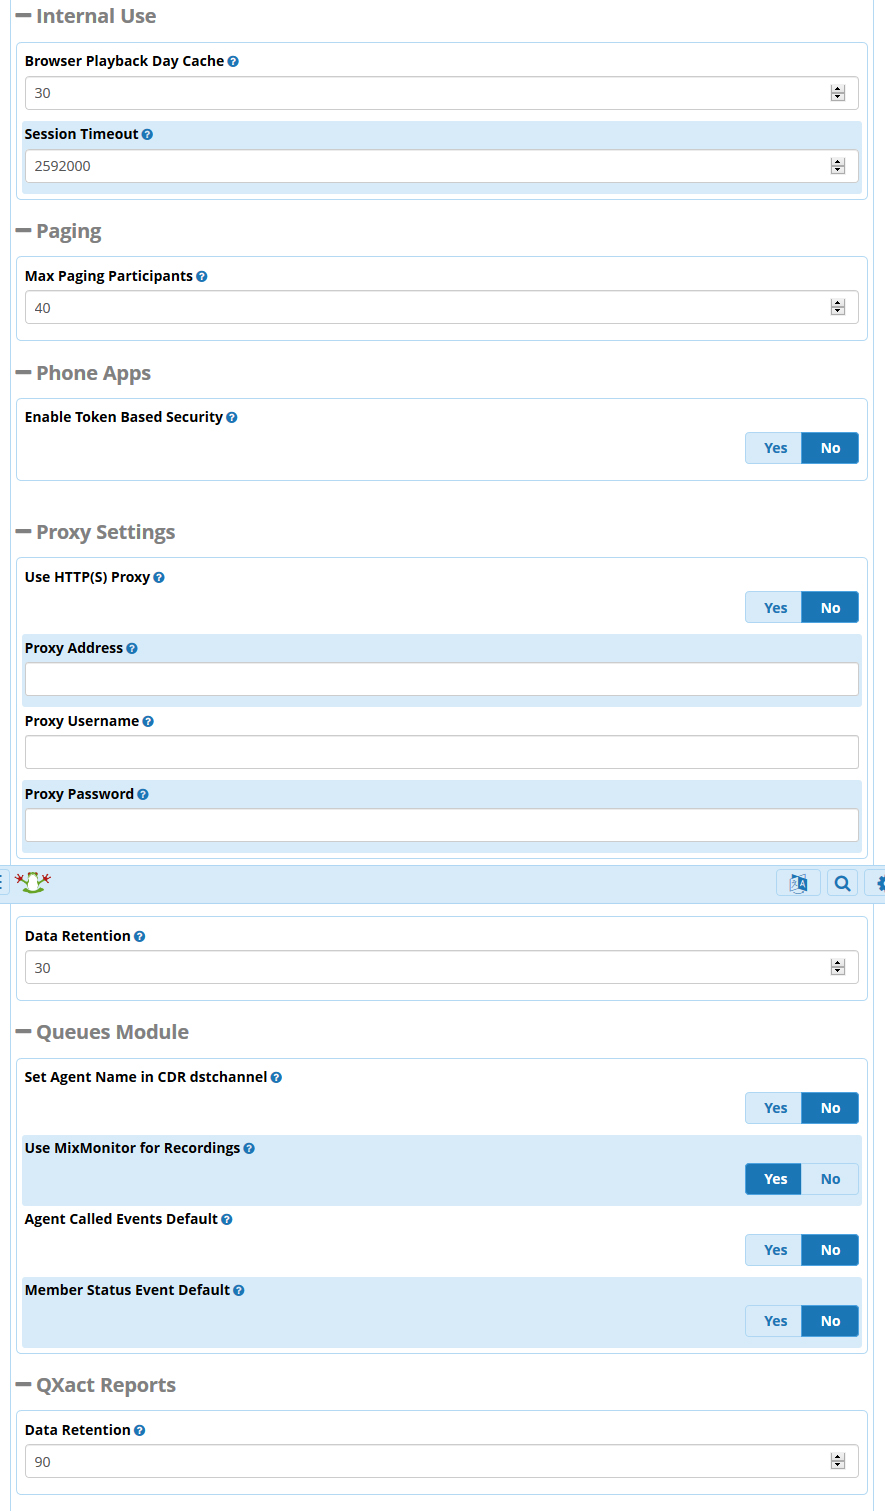 Internal Use
Browser Playback Day Cache
30
Session Timeout
2592000
Paging
Max Paging Participants
40
Phone Apps
Enable Token Based Security
Yes No
Proxy Settings
Use HTTP(S) Proxy
Yes No
Proxy Address
Proxy Username
Proxy Password
Data Retention
30
Queues Module
Set Agent Name in CDR dstchannel
Yes No
Use MixMonitor for Recordings
Yes No
Agent Called Events Default
Yes No
Member Status Event Default
Yes No
QXact Reports
Data Retention
90